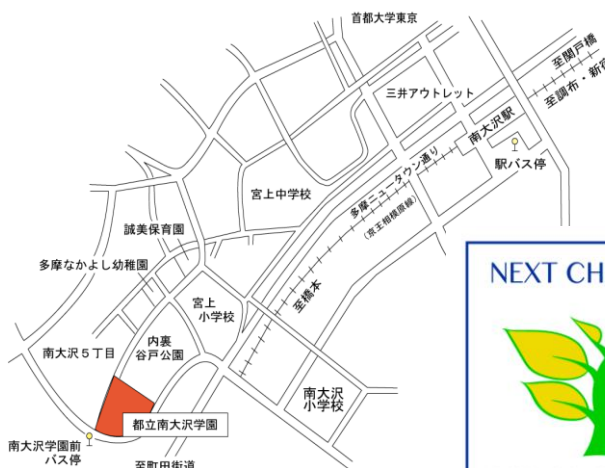 首都大学東京
至関戸橋
至調布・新宿
三井アウトレット
南大沢駅
駅バス停
多摩ニュータウン通り
(京王相模原線)
宮上中学校
誠美保育園
多摩なかよし幼稚園
至橋本
宮上
小学校
NEXT CH
南大沢5丁目
内裏
谷戸公園
南大沢
小学校
都立南大沢学園
南大沢学園前
バス停
至町田街道